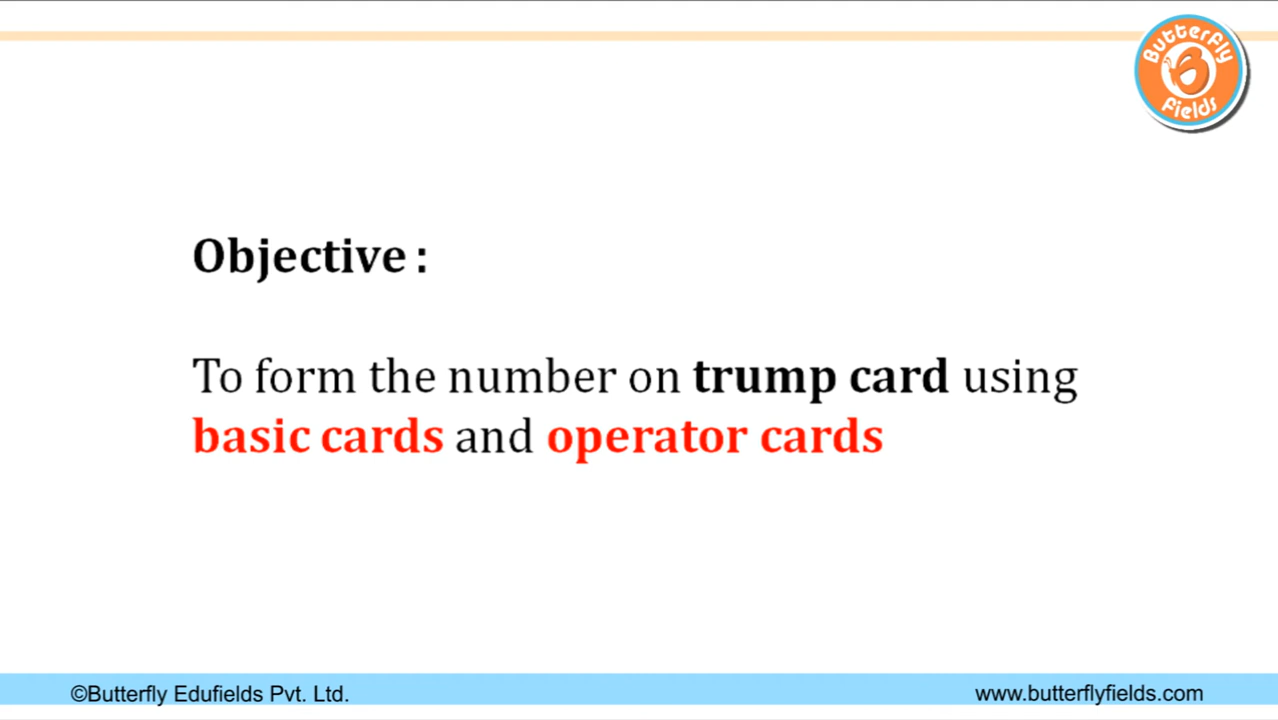 Butterfly
Fields
Objective :
To form the number on trump card using
basic cards and operator cards
©Butterfly Edufields Pvt. Ltd.
www.butterflyfields.com